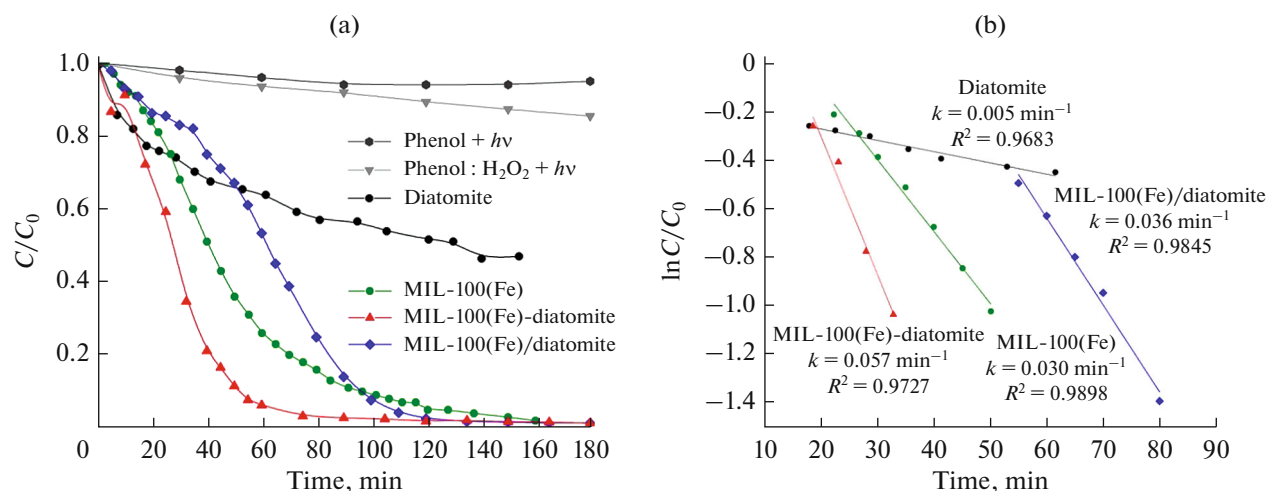 (a)
1.0
0.8
0.6
0.4
0.2
0
20
40
60
80
100
120
140
160
180
C/C₀
Time, min
Phenol + hν
Phenol : H₂O₂ + hν
Diatomite
MIL-100(Fe)
MIL-100(Fe)-diatomite
MIL-100(Fe)/diatomite
(b)
0
−0.2
−0.4
−0.6
−0.8
−1.0
−1.2
−1.4
10
20
30
40
50
60
70
80
90
lnC/C₀
Time, min
Diatomite
k = 0.005 min⁻¹
R² = 0.9683
MIL-100(Fe)/diatomite
k = 0.036 min⁻¹
R² = 0.9845
MIL-100(Fe)-diatomite
k = 0.057 min⁻¹
R² = 0.9727
MIL-100(Fe)
k = 0.030 min⁻¹
R² = 0.9898